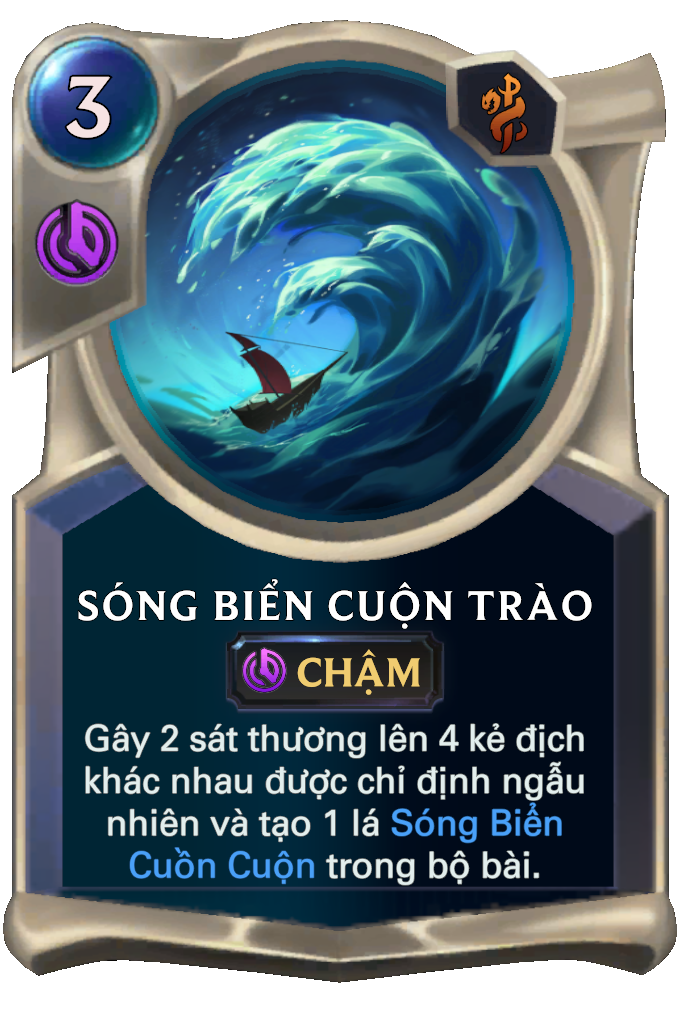 3
SÓNG BIỂN CUỘN TRÀO
CHẬM
Gây 2 sát thương lên 4 kẻ địch
khác nhau được chỉ định ngẫu
nhiên và tạo 1 lá Sóng Biển
Cuồn Cuộn trong bộ bài.